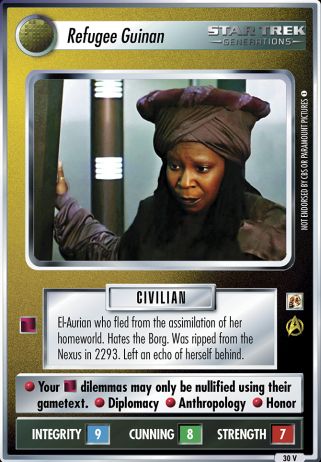 Refugee Guinan
STAR TREK
GENERATIONS
NOT ENDORSED BY CBS OR PARAMOUNT PICTURES
CIVILIAN
El-Aurian who fled from the assimilation of her
homeworld. Hates the Borg. Was ripped from the
Nexus in 2293. Left an echo of herself behind.
Your dilemmas may only be nullified using their
gametext. Diplomacy Anthropology Honor
INTEGRITY 9 CUNNING 8 STRENGTH 7
30 V